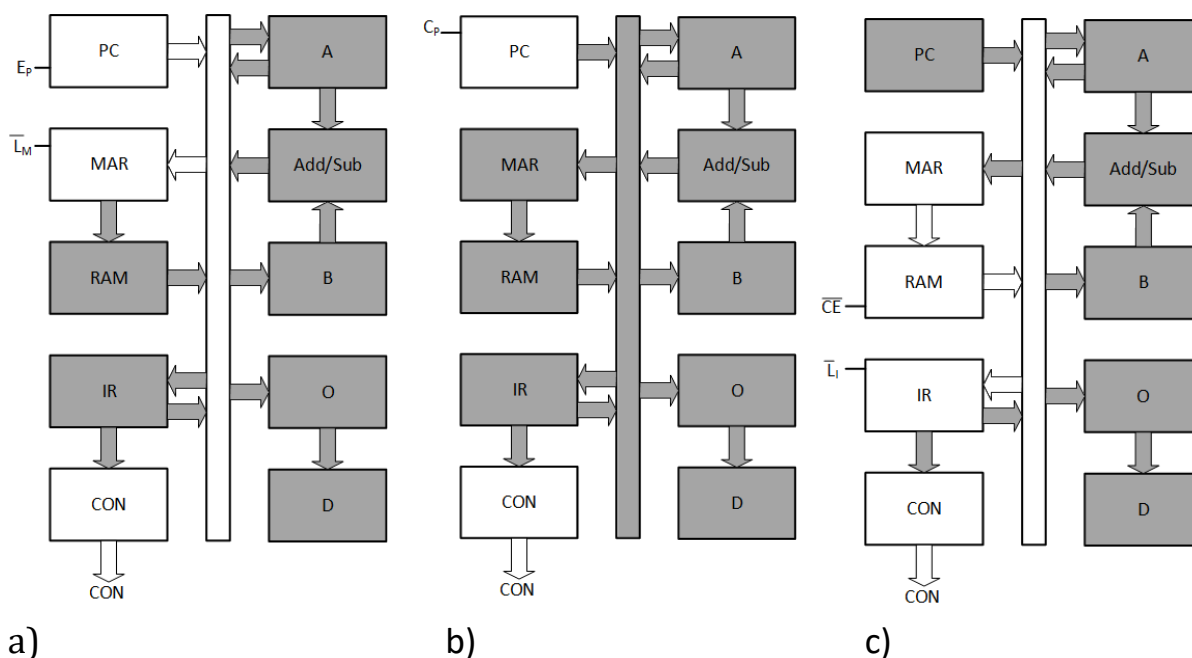 PC
A
E_P
L̅_M
MAR
Add/Sub
RAM
B
IR
O
CON
D
CON
a)
C_P
PC
A
MAR
Add/Sub
RAM
B
IR
O
CON
D
CON
b)
PC
A
MAR
Add/Sub
RAM
B
C̅E̅
L̅_I
IR
O
CON
D
CON
c)